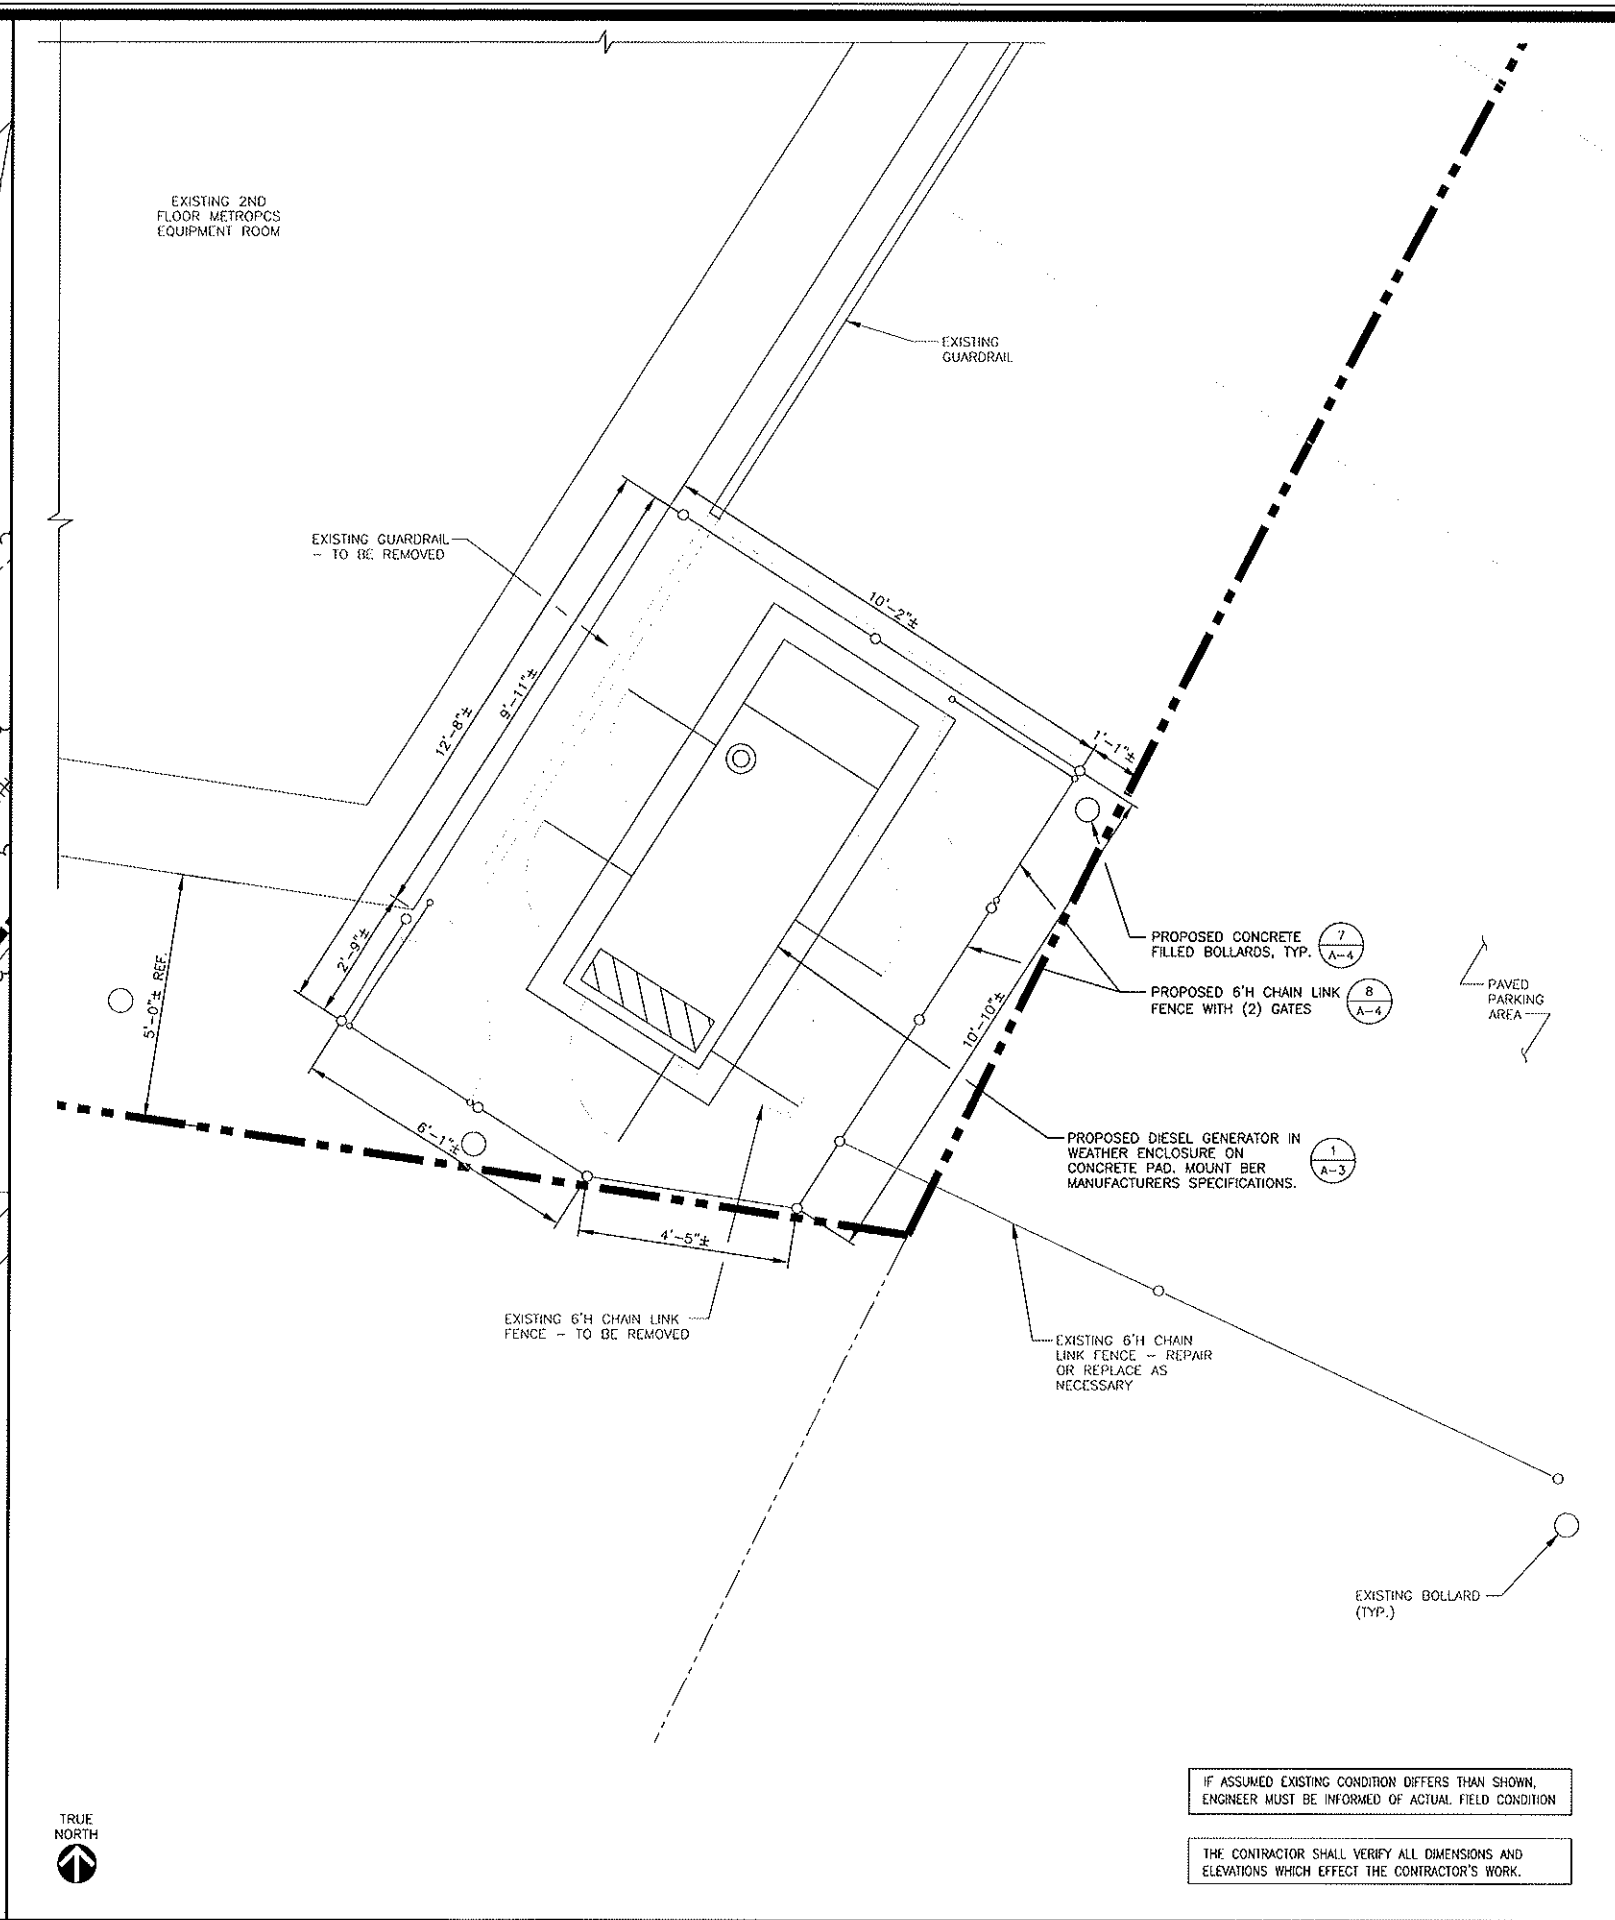 EXISTING 2ND
FLOOR METROPCS
EQUIPMENT ROOM
EXISTING
GUARDRAIL
EXISTING GUARDRAIL
- TO BE REMOVED
10'-2"±
9'-11"±
12'-8"±
1'-1"±
2'-9"±
5'-0"± REF.
10'-10"±
6'-1"±
4'-5"±
PROPOSED CONCRETE
FILLED BOLLARDS, TYP.
7
A-4
PROPOSED 6'H CHAIN LINK
FENCE WITH (2) GATES
8
A-4
PAVED
PARKING
AREA
PROPOSED DIESEL GENERATOR IN
WEATHER ENCLOSURE ON
CONCRETE PAD. MOUNT BER
MANUFACTURERS SPECIFICATIONS.
1
A-3
EXISTING 6'H CHAIN LINK
FENCE - TO BE REMOVED
EXISTING 6'H CHAIN
LINK FENCE - REPAIR
OR REPLACE AS
NECESSARY
EXISTING BOLLARD
(TYP.)
IF ASSUMED EXISTING CONDITION DIFFERS THAN SHOWN,
ENGINEER MUST BE INFORMED OF ACTUAL FIELD CONDITION
THE CONTRACTOR SHALL VERIFY ALL DIMENSIONS AND
ELEVATIONS WHICH EFFECT THE CONTRACTOR'S WORK.
TRUE
NORTH